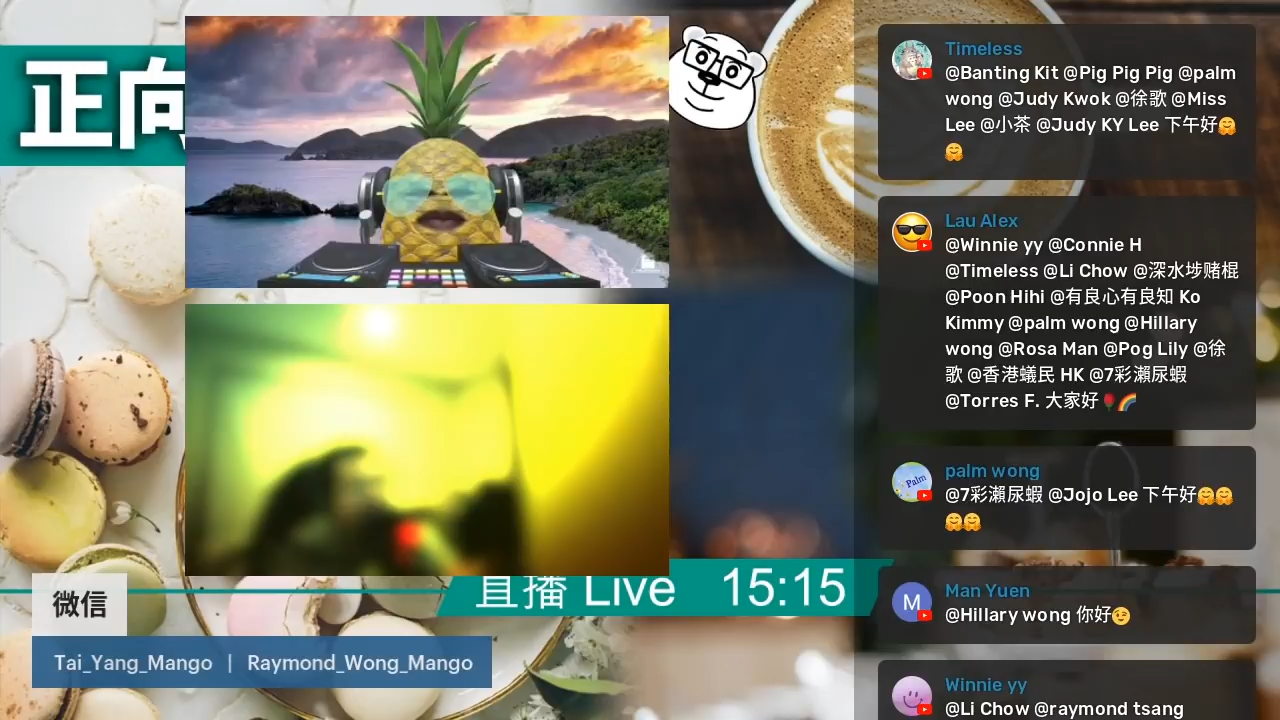 正向
Timeless
@Banting Kit @Pig Pig Pig @palm
wong @Judy Kwok @徐歌 @Miss
Lee @小茶 @Judy KY Lee 下午好🤗
🤗
Lau Alex
@Winnie yy @Connie H
@Timeless @Li Chow @深水埗赌棍
@Poon Hihi @有良心有良知 Ko
Kimmy @palm wong @Hillary
wong @Rosa Man @Pog Lily @徐
歌 @香港蟻民 HK @7彩瀨尿蝦
@Torres F. 大家好🌹🌈
Palm
palm wong
@7彩瀨尿蝦 @Jojo Lee 下午好🤗🤗
🤗🤗
M
Man Yuen
@Hillary wong 你好😉
Winnie yy
@Li Chow @raymond tsang
直播 Live 15:15
微信
Tai_Yang_Mango | Raymond_Wong_Mango